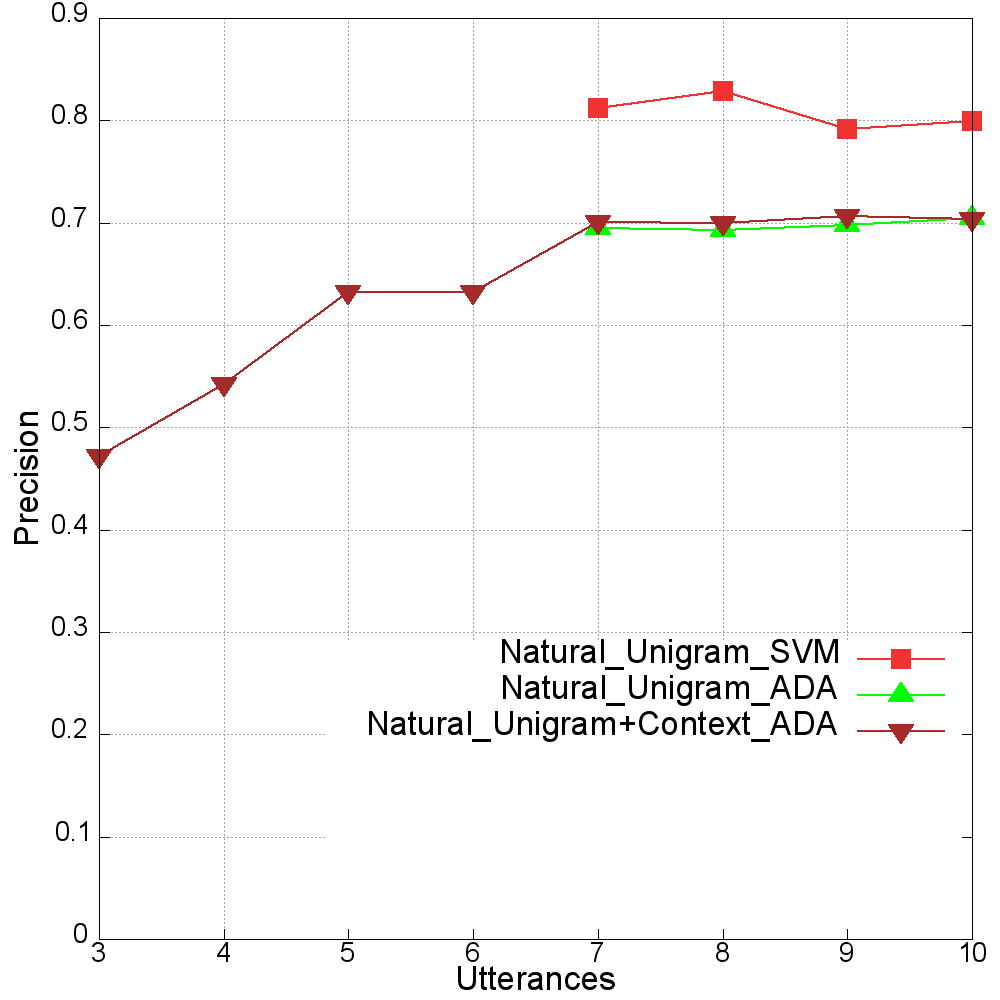 0.9
0.8
0.7
0.6
0.5
0.4
0.3
0.2
0.1
0
Precision
Natural_Unigram_SVM
Natural_Unigram_ADA
Natural_Unigram+Context_ADA
3 4 5 6 7 8 9 10
Utterances